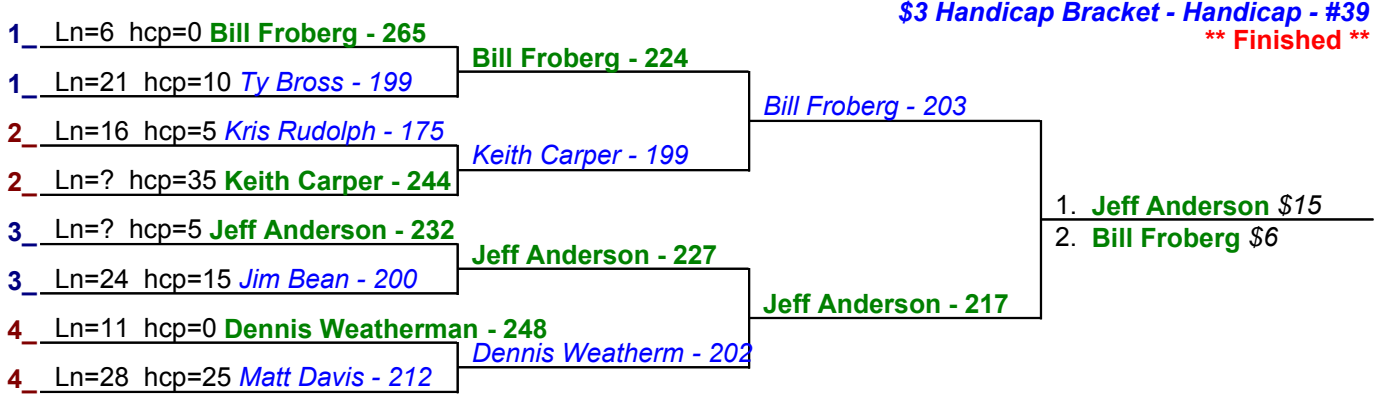 $3 Handicap Bracket - Handicap - #39
** Finished **
1_ Ln=6 hcp=0 Bill Froberg - 265
1_ Ln=21 hcp=10 Ty Bross - 199
2_ Ln=16 hcp=5 Kris Rudolph - 175
2_ Ln=? hcp=35 Keith Carper - 244
3_ Ln=? hcp=5 Jeff Anderson - 232
3_ Ln=24 hcp=15 Jim Bean - 200
4_ Ln=11 hcp=0 Dennis Weatherman - 248
4_ Ln=28 hcp=25 Matt Davis - 212
Bill Froberg - 224
Keith Carper - 199
Jeff Anderson - 227
Dennis Weatherm - 202
Bill Froberg - 203
Jeff Anderson - 217
1. Jeff Anderson $15
2. Bill Froberg $6